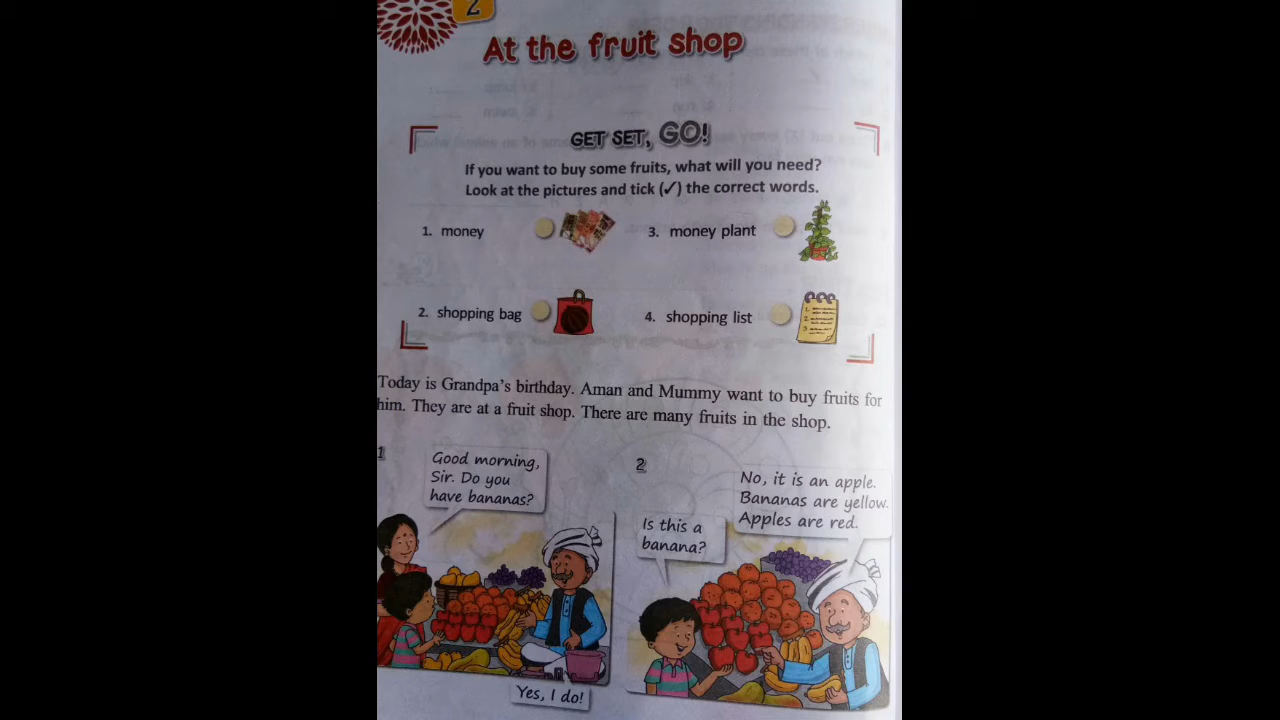 2
At the fruit shop
GET SET, GO!
If you want to buy some fruits, what will you need?
Look at the pictures and tick (✓) the correct words.
1. money
3. money plant
2. shopping bag
4. shopping list
Today is Grandpa's birthday. Aman and Mummy want to buy fruits for
him. They are at a fruit shop. There are many fruits in the shop.
1
Good morning,
Sir. Do you
have bananas?
Yes, I do!
2
Is this a
banana?
No, it is an apple.
Bananas are yellow.
Apples are red.